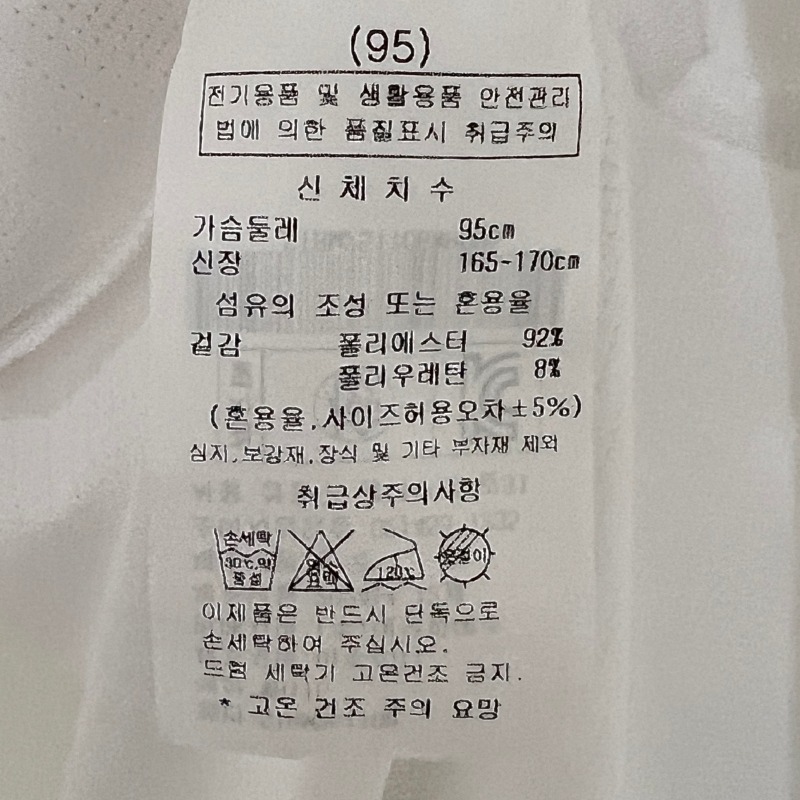 (95)
전기용품 및 생활용품 안전관리
법에 의한 품질표시 취급주의
신 체 치 수
가슴둘레 95cm
신장 165-170cm
섬유의 조성 또는 혼용율
겉감 폴리에스터 92%
폴리우레탄 8%
(혼용율,사이즈허용오차±5%)
심지,보강재,장식 및 기타 부자재 제외
취급상주의사항
손세탁
30℃,약
중성
120℃
이제품은 반드시 단독으로
손세탁하여 주십시오.
드럼 세탁기 고온건조 금지.
* 고온 건조 주의 요망